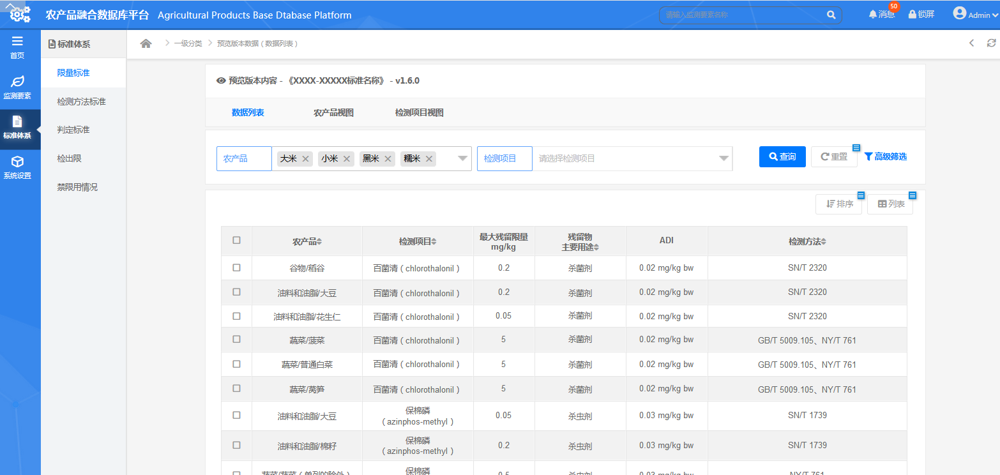 农产品融合数据库平台 Agricultural Products Base Dtabase Platform 请输入监测要素名称 消息 50 锁屏 Admin
首页
监测要素
标准体系
系统设置
标准体系
限量标准
检测方法标准
判定标准
检出限
禁限用情况
一级分类 预览版本数据 ( 数据列表 )
预览版本内容 - 《XXXX-XXXXX标准名称》 - v1.6.0
数据列表 农产品视图 检测项目视图
农产品 大米 小米 黑米 糯米 检测项目 请选择检测项目 查询 重置 高级筛选
排序 列表
农产品 检测项目 最大残留限量 mg/kg 残留物 主要用途 ADI 检测方法
谷物/稻谷 百菌清 ( chlorothalonil ) 0.2 杀菌剂 0.02 mg/kg bw SN/T 2320
油料和油脂/大豆 百菌清 ( chlorothalonil ) 0.2 杀菌剂 0.02 mg/kg bw SN/T 2320
油料和油脂/花生仁 百菌清 ( chlorothalonil ) 0.05 杀菌剂 0.02 mg/kg bw SN/T 2320
蔬菜/菠菜 百菌清 ( chlorothalonil ) 5 杀菌剂 0.02 mg/kg bw GB/T 5009.105、NY/T 761
蔬菜/普通白菜 百菌清 ( chlorothalonil ) 5 杀菌剂 0.02 mg/kg bw GB/T 5009.105、NY/T 761
蔬菜/莴笋 百菌清 ( chlorothalonil ) 5 杀菌剂 0.02 mg/kg bw GB/T 5009.105、NY/T 761
油料和油脂/大豆 保棉磷 ( azinphos-methyl ) 0.05 杀虫剂 0.03 mg/kg bw SN/T 1739
油料和油脂/棉籽 保棉磷 ( azinphos-methyl ) 0.2 杀虫剂 0.03 mg/kg bw SN/T 1739
蔬菜/蔬菜 ( 单列的除外 ) 保棉磷 0.5 杀虫剂 0.03 mg/kg bw NY/T 761